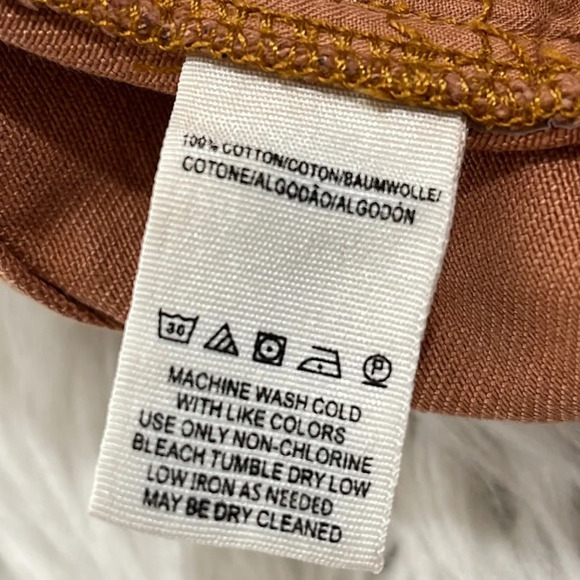 100% COTTON/COTON/BAUMWOLLE/
COTONE/ALGODÃO/ALGODÓN
30 P
MACHINE WASH COLD
WITH LIKE COLORS
USE ONLY NON-CHLORINE
BLEACH TUMBLE DRY LOW
LOW IRON AS NEEDED
MAY BE DRY CLEANED